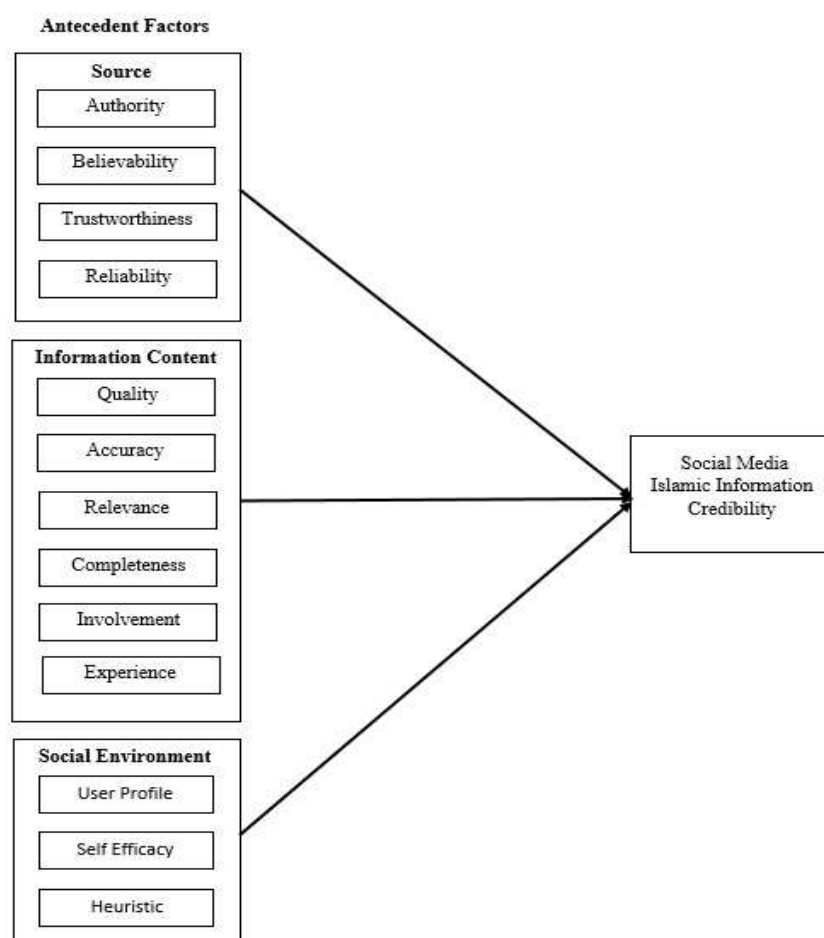 Antecedent Factors
Source
Authority
Believability
Trustworthiness
Reliability
Information Content
Quality
Accuracy
Relevance
Completeness
Involvement
Experience
Social Environment
User Profile
Self Efficacy
Heuristic
Social Media
Islamic Information
Credibility